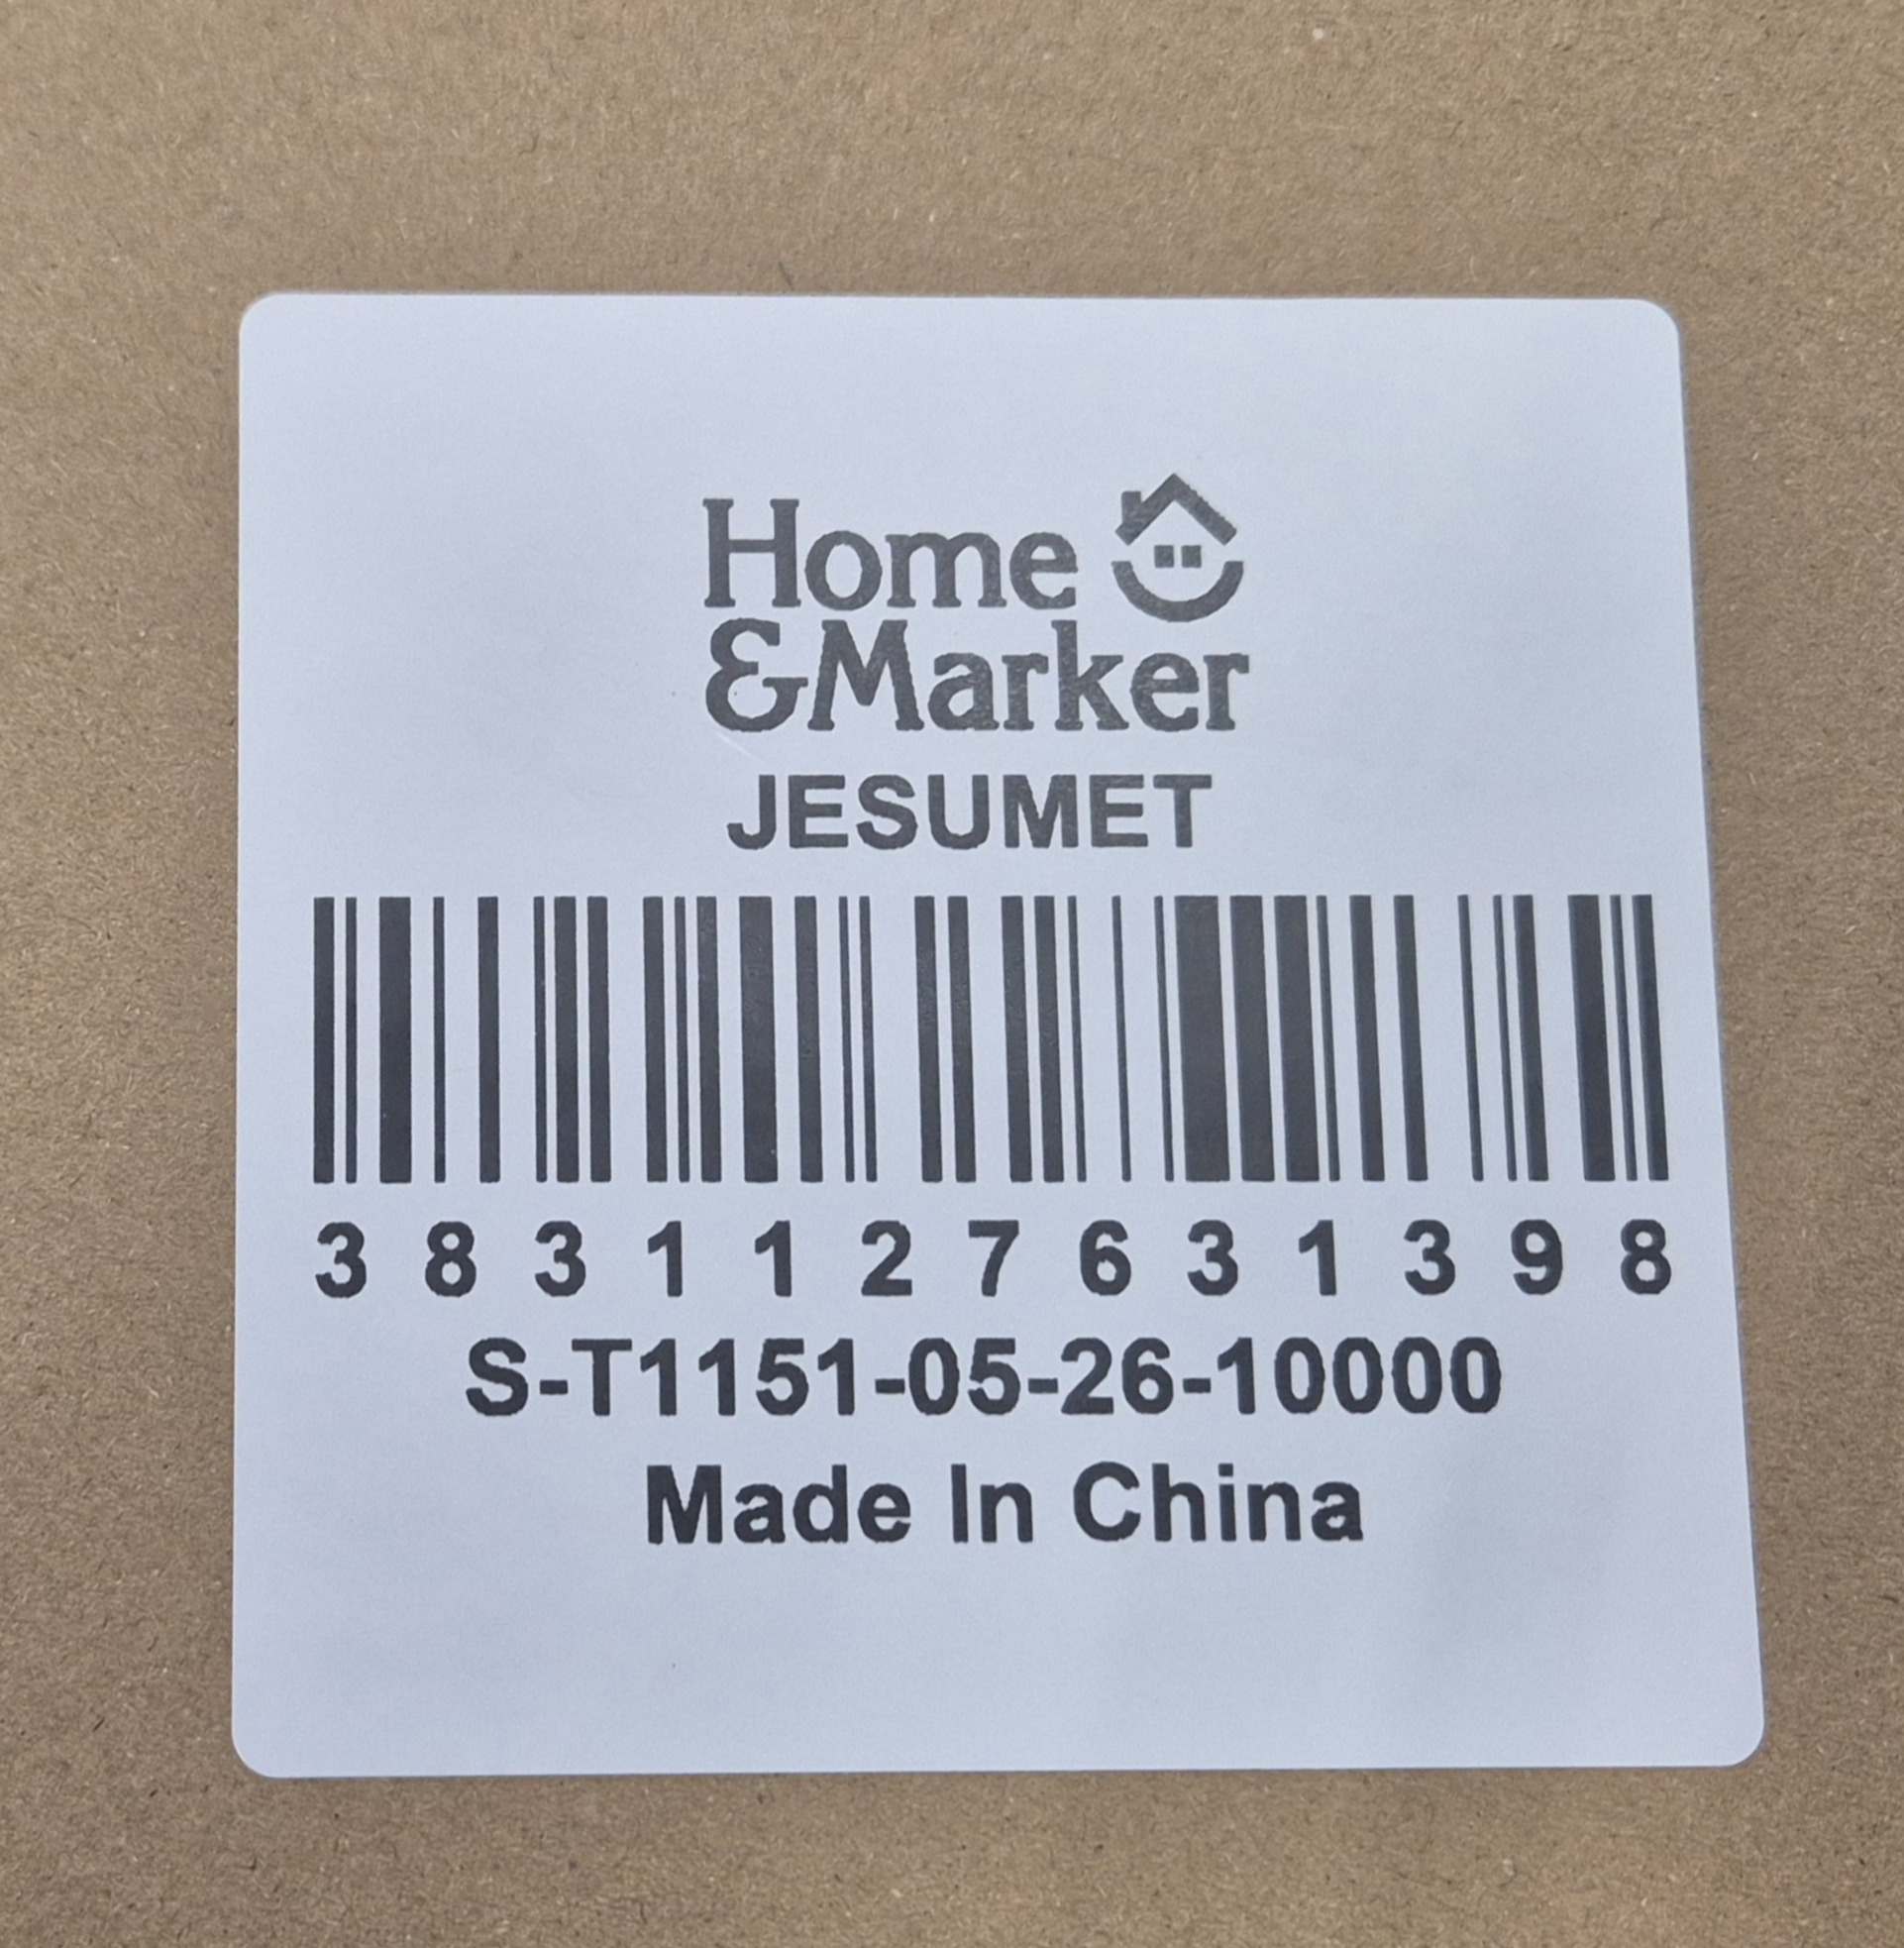 Home
&Marker
JESUMET
3 8 3 1 1 2 7 6 3 1 3 9 8
S-T1151-05-26-10000
Made In China